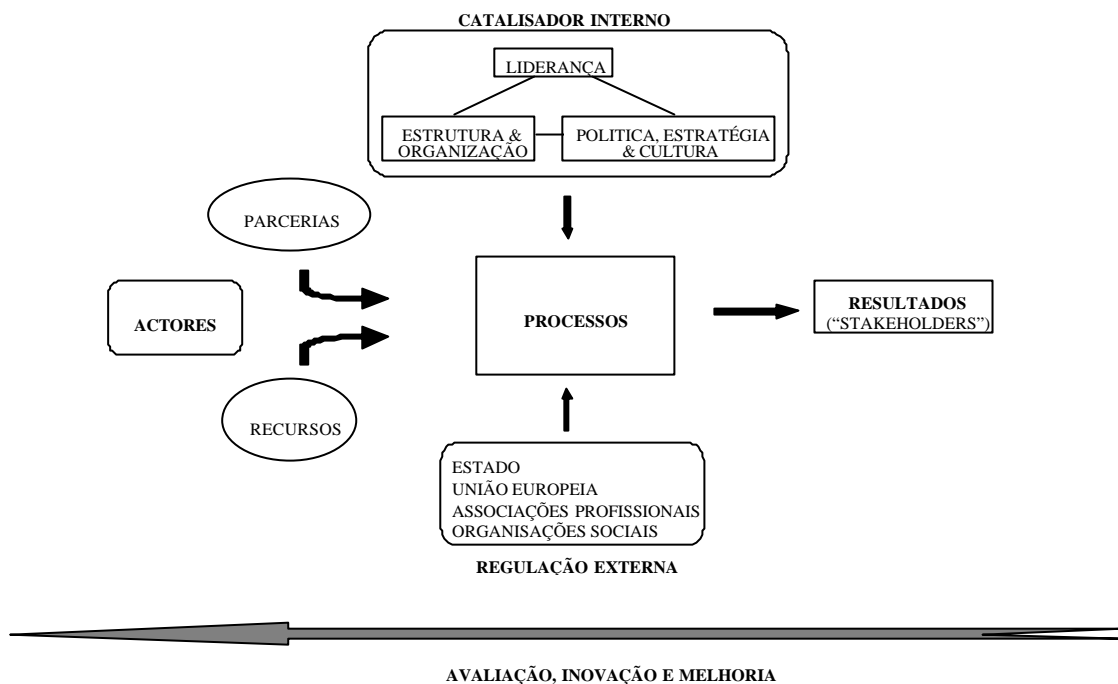 CATALISADOR INTERNO
LIDERANÇA
ESTRUTURA &
ORGANIZAÇÃO
POLITICA, ESTRATÉGIA
& CULTURA
PARCERIAS
ACTORES
RECURSOS
PROCESSOS
RESULTADOS
("STAKEHOLDERS")
ESTADO
UNIÃO EUROPEIA
ASSOCIAÇÕES PROFISSIONAIS
ORGANISAÇÕES SOCIAIS
REGULAÇÃO EXTERNA
AVALIAÇÃO, INOVAÇÃO E MELHORIA